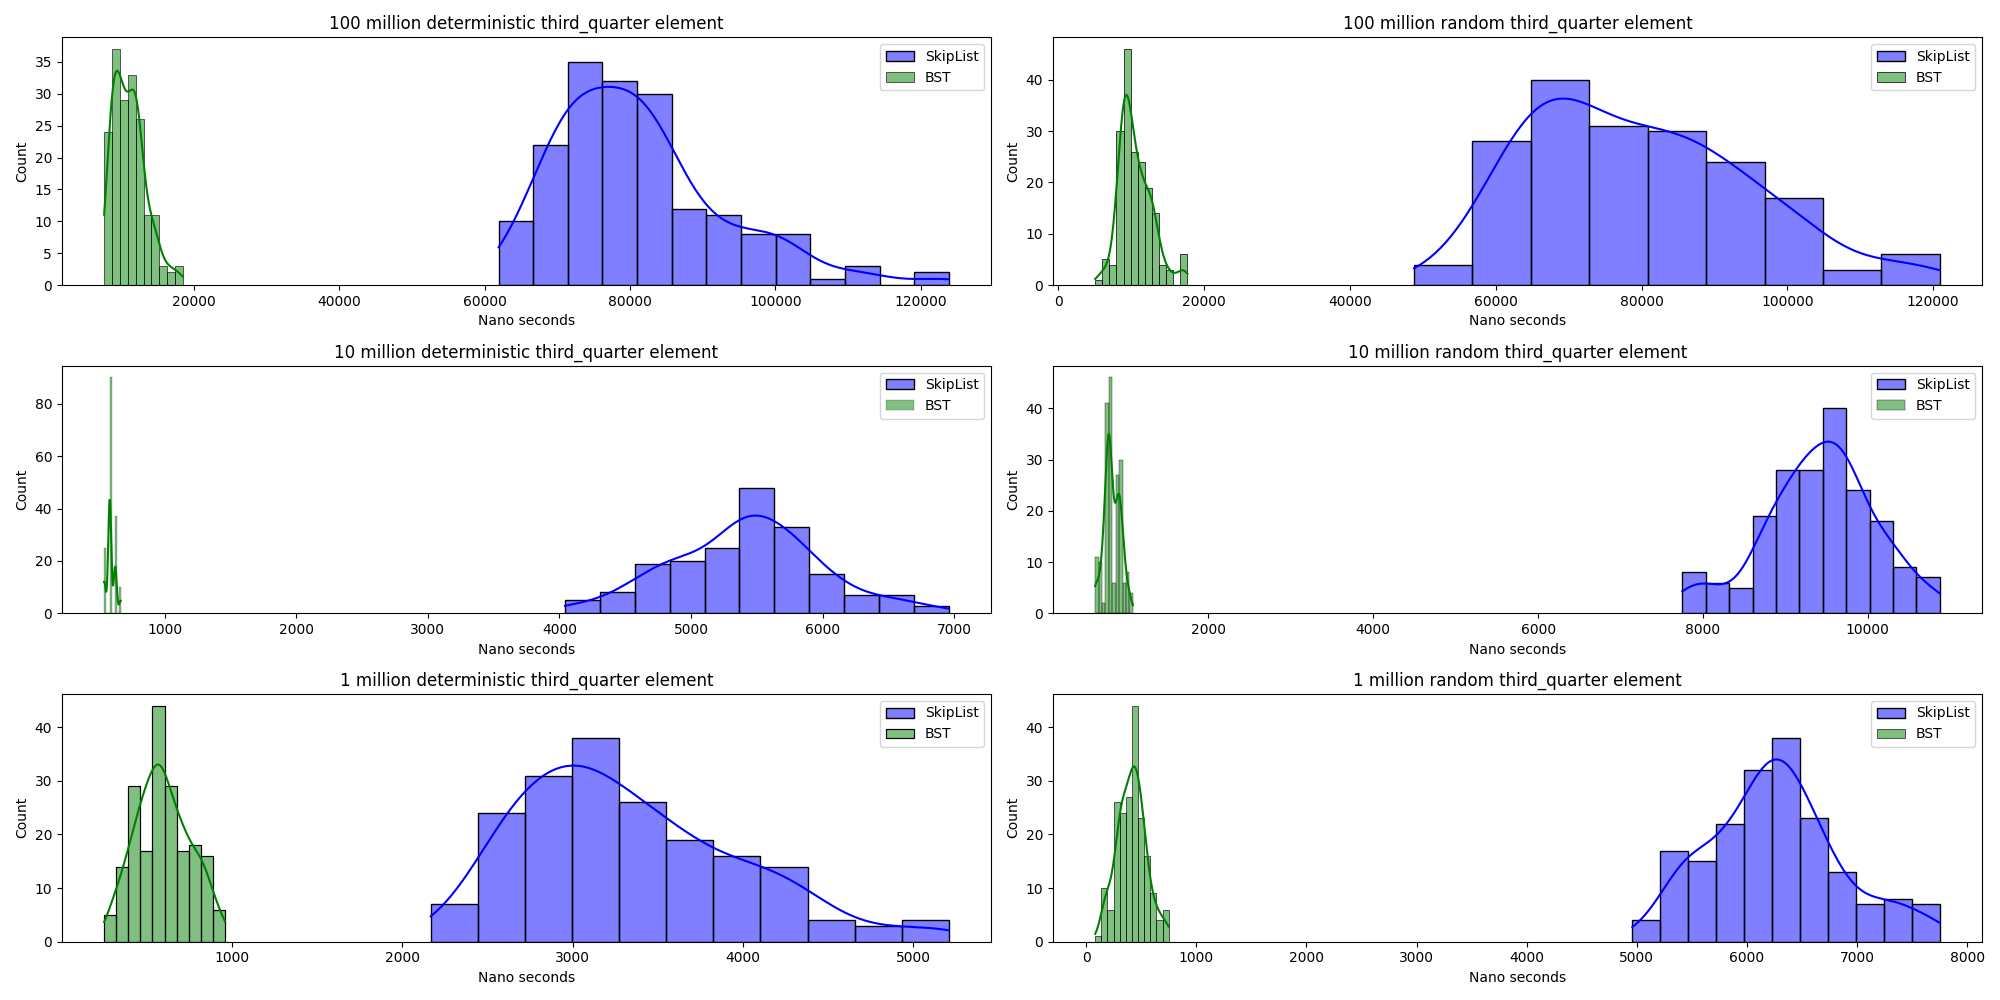 100 million deterministic third_quarter element
SkipList
BST
Count
35
30
25
20
15
10
5
0
20000 40000 60000 80000 100000 120000
Nano seconds
100 million random third_quarter element
SkipList
BST
Count
40
30
20
10
0
0 20000 40000 60000 80000 100000 120000
Nano seconds
10 million deterministic third_quarter element
SkipList
BST
Count
80
60
40
20
0
1000 2000 3000 4000 5000 6000 7000
Nano seconds
10 million random third_quarter element
SkipList
BST
Count
40
30
20
10
0
2000 4000 6000 8000 10000
Nano seconds
1 million deterministic third_quarter element
SkipList
BST
Count
40
30
20
10
0
1000 2000 3000 4000 5000
Nano seconds
1 million random third_quarter element
SkipList
BST
Count
40
30
20
10
0
0 1000 2000 3000 4000 5000 6000 7000 8000
Nano seconds